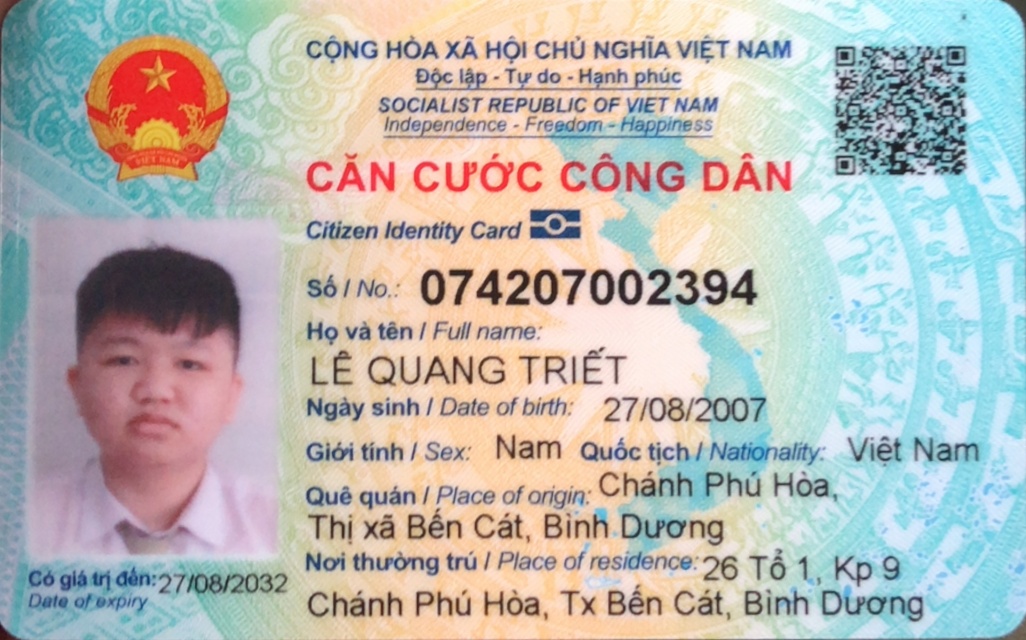 CỘNG HÒA XÃ HỘI CHỦ NGHĨA VIỆT NAM
Độc lập - Tự do - Hạnh phúc
SOCIALIST REPUBLIC OF VIET NAM
Independence - Freedom - Happiness
CĂN CƯỚC CÔNG DÂN
Citizen Identity Card
Số / No.: 074207002394
Họ và tên / Full name:
LÊ QUANG TRIẾT
Ngày sinh / Date of birth: 27/08/2007
Giới tính / Sex: Nam Quốc tịch / Nationality: Việt Nam
Quê quán / Place of origin: Chánh Phú Hòa,
Thị xã Bến Cát, Bình Dương
Nơi thường trú / Place of residence: 26 Tổ 1, Kp 9
Chánh Phú Hòa, Tx Bến Cát, Bình Dương
Có giá trị đến: 27/08/2032
Date of expiry
VIỆT NAM